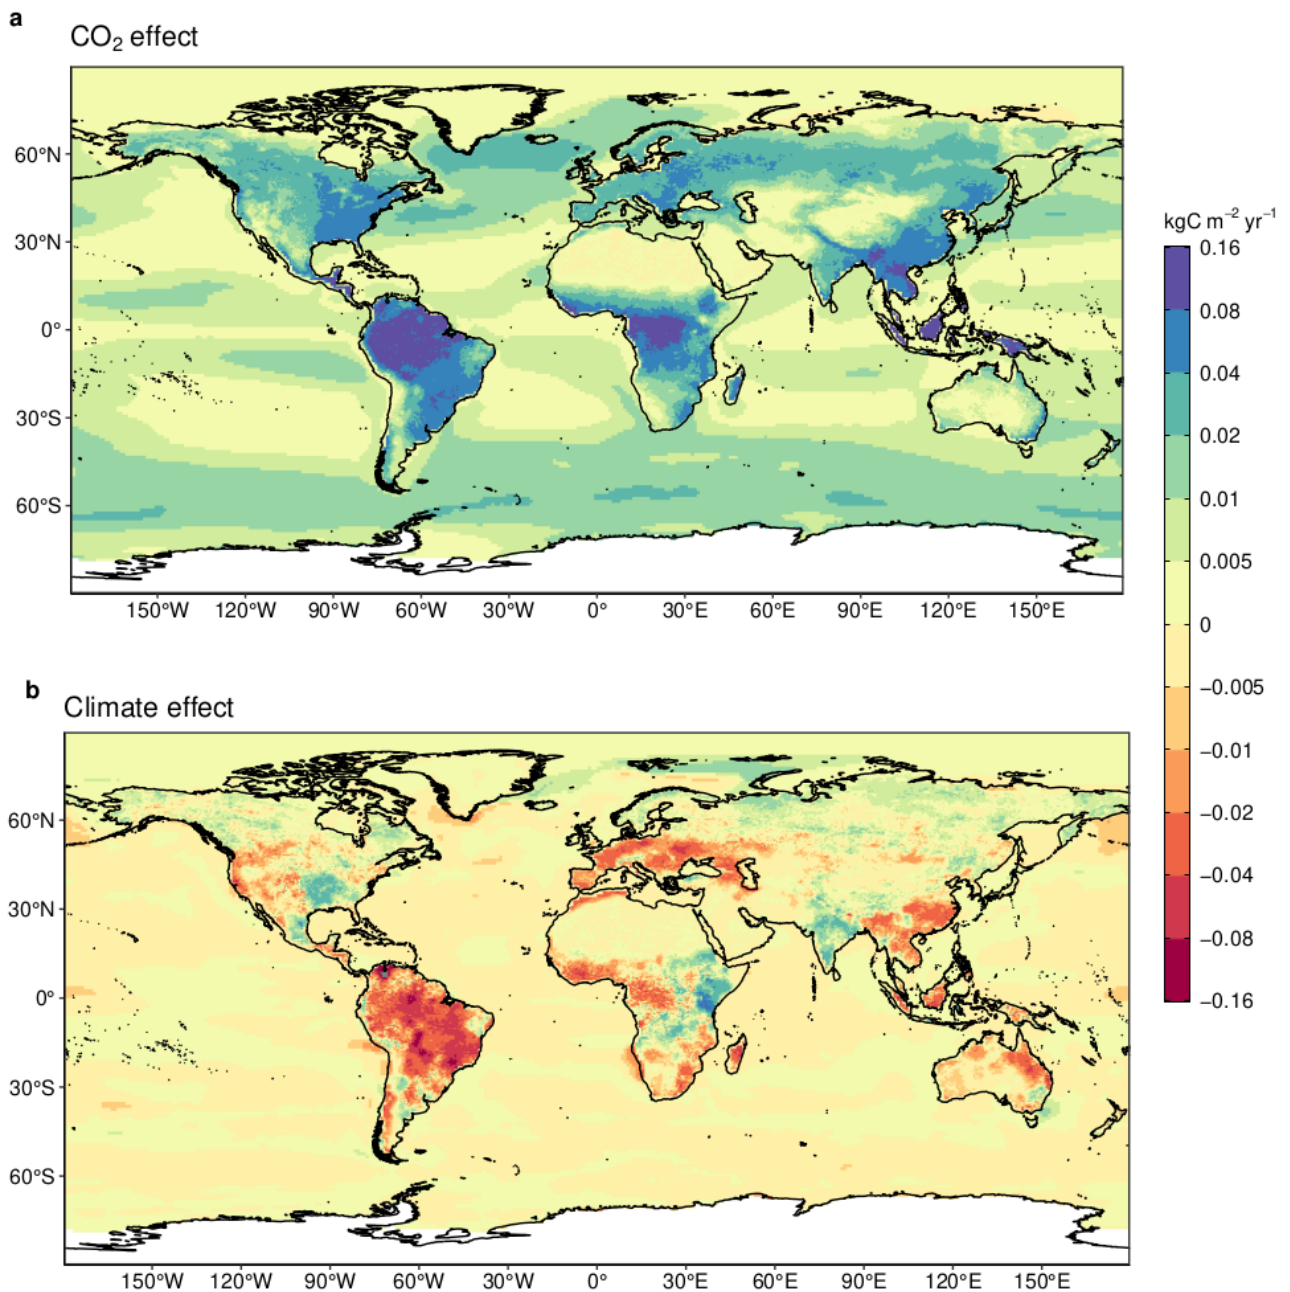 a
CO₂ effect
60°N
30°N
0°
30°S
60°S
150°W 120°W 90°W 60°W 30°W 0° 30°E 60°E 90°E 120°E 150°E
kgC m⁻² yr⁻¹
0.16
0.08
0.04
0.02
0.01
0.005
0
−0.005
−0.01
−0.02
−0.04
−0.08
−0.16
b
Climate effect
60°N
30°N
0°
30°S
60°S
150°W 120°W 90°W 60°W 30°W 0° 30°E 60°E 90°E 120°E 150°E